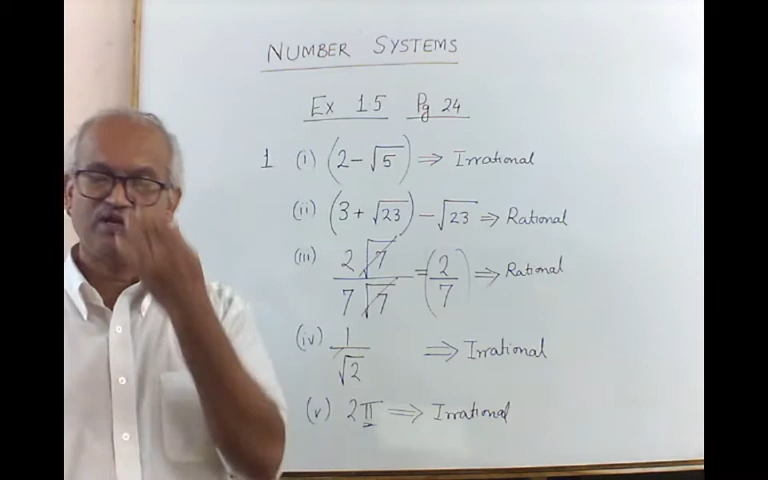 NUMBER SYSTEMS
Ex 1.5 Pg 24
1 (i) (2 - √5) ⇒ Irrational
(ii) (3 + √23) - √23 ⇒ Rational
(iii) 2√7 / 7√7 = (2/7) ⇒ Rational
(iv) 1/√2 ⇒ Irrational
(v) 2π ⇒ Irrational